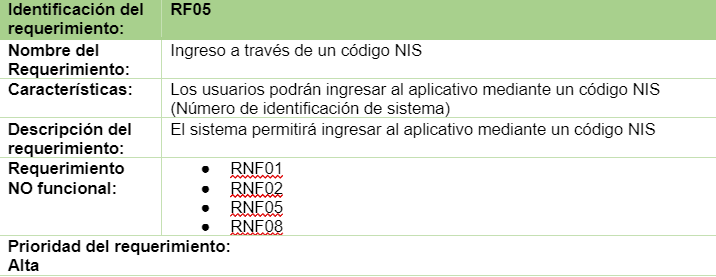 Identificación del RF05
requerimiento:
Nombre del Ingreso a través de un código NIS
Requerimiento:
Características: Los usuarios podrán ingresar al aplicativo mediante un código NIS
(Número de identificación de sistema)
Descripción del El sistema permitirá ingresar al aplicativo mediante un código NIS
requerimiento:
Requerimiento ● RNF01
NO funcional: ● RNF02
● RNF05
● RNF08
Prioridad del requerimiento:
Alta